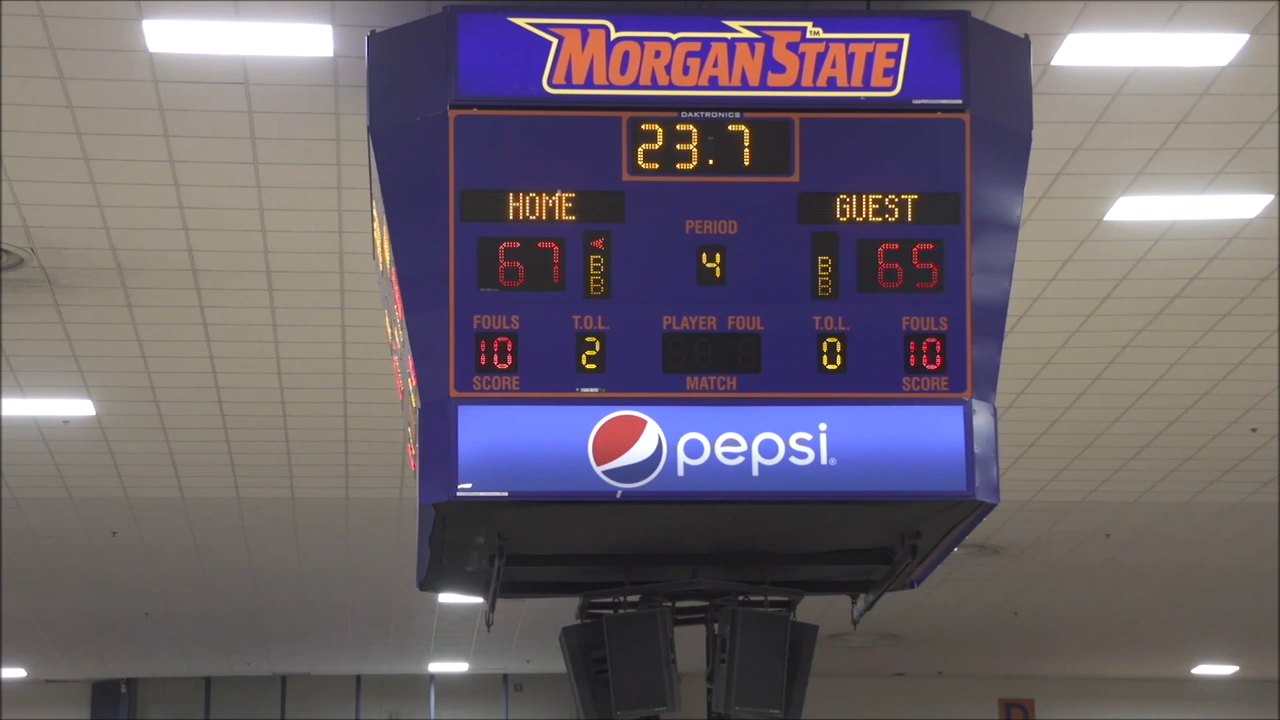 MORGAN STATE™
DAKTRONICS
23.7
HOME GUEST
PERIOD
67 B B 4 B B 65
FOULS T.O.L. PLAYER FOUL T.O.L. FOULS
10 2 0 10
SCORE MATCH SCORE
pepsi®
D